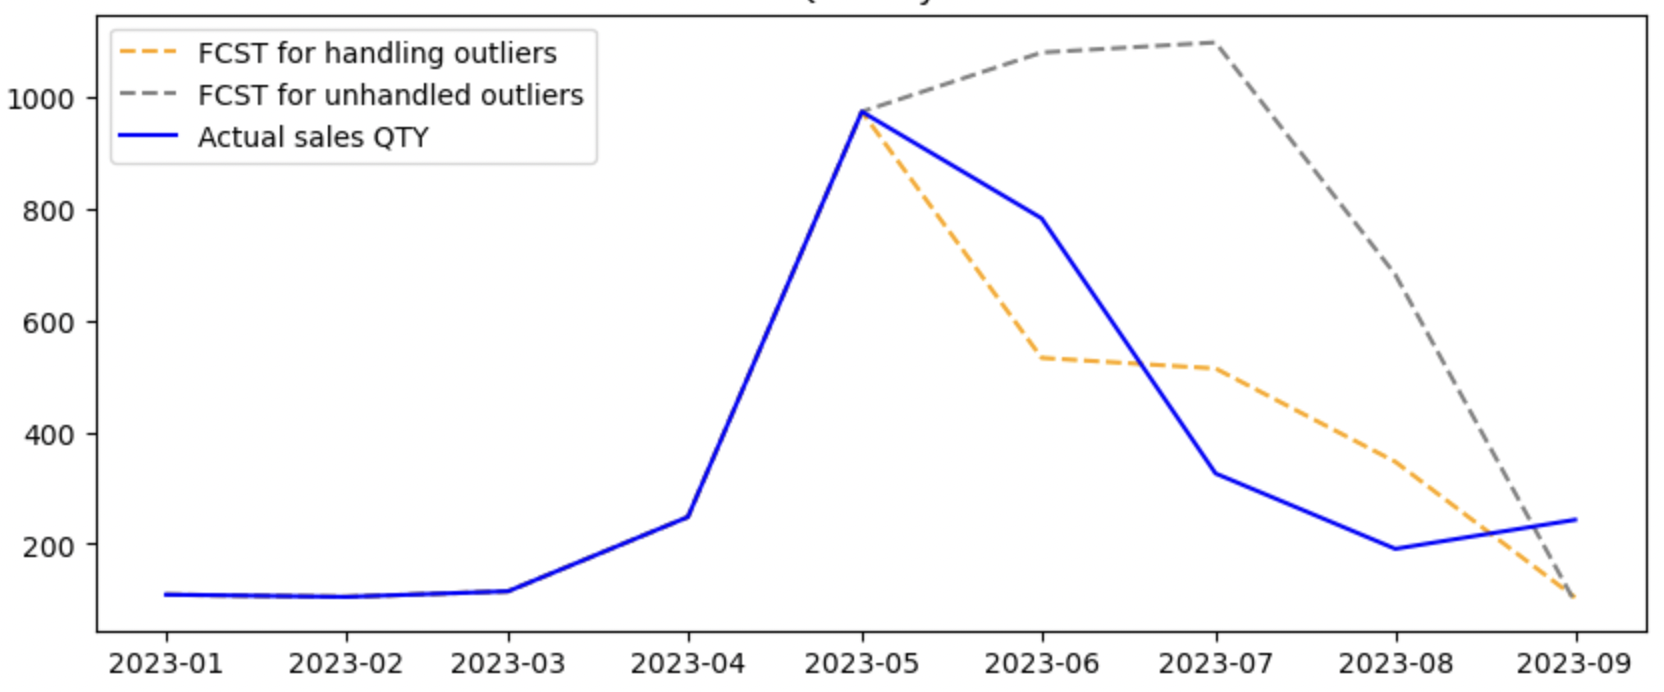 FCST for handling outliers
FCST for unhandled outliers
Actual sales QTY
1000
800
600
400
200
2023-01 2023-02 2023-03 2023-04 2023-05 2023-06 2023-07 2023-08 2023-09